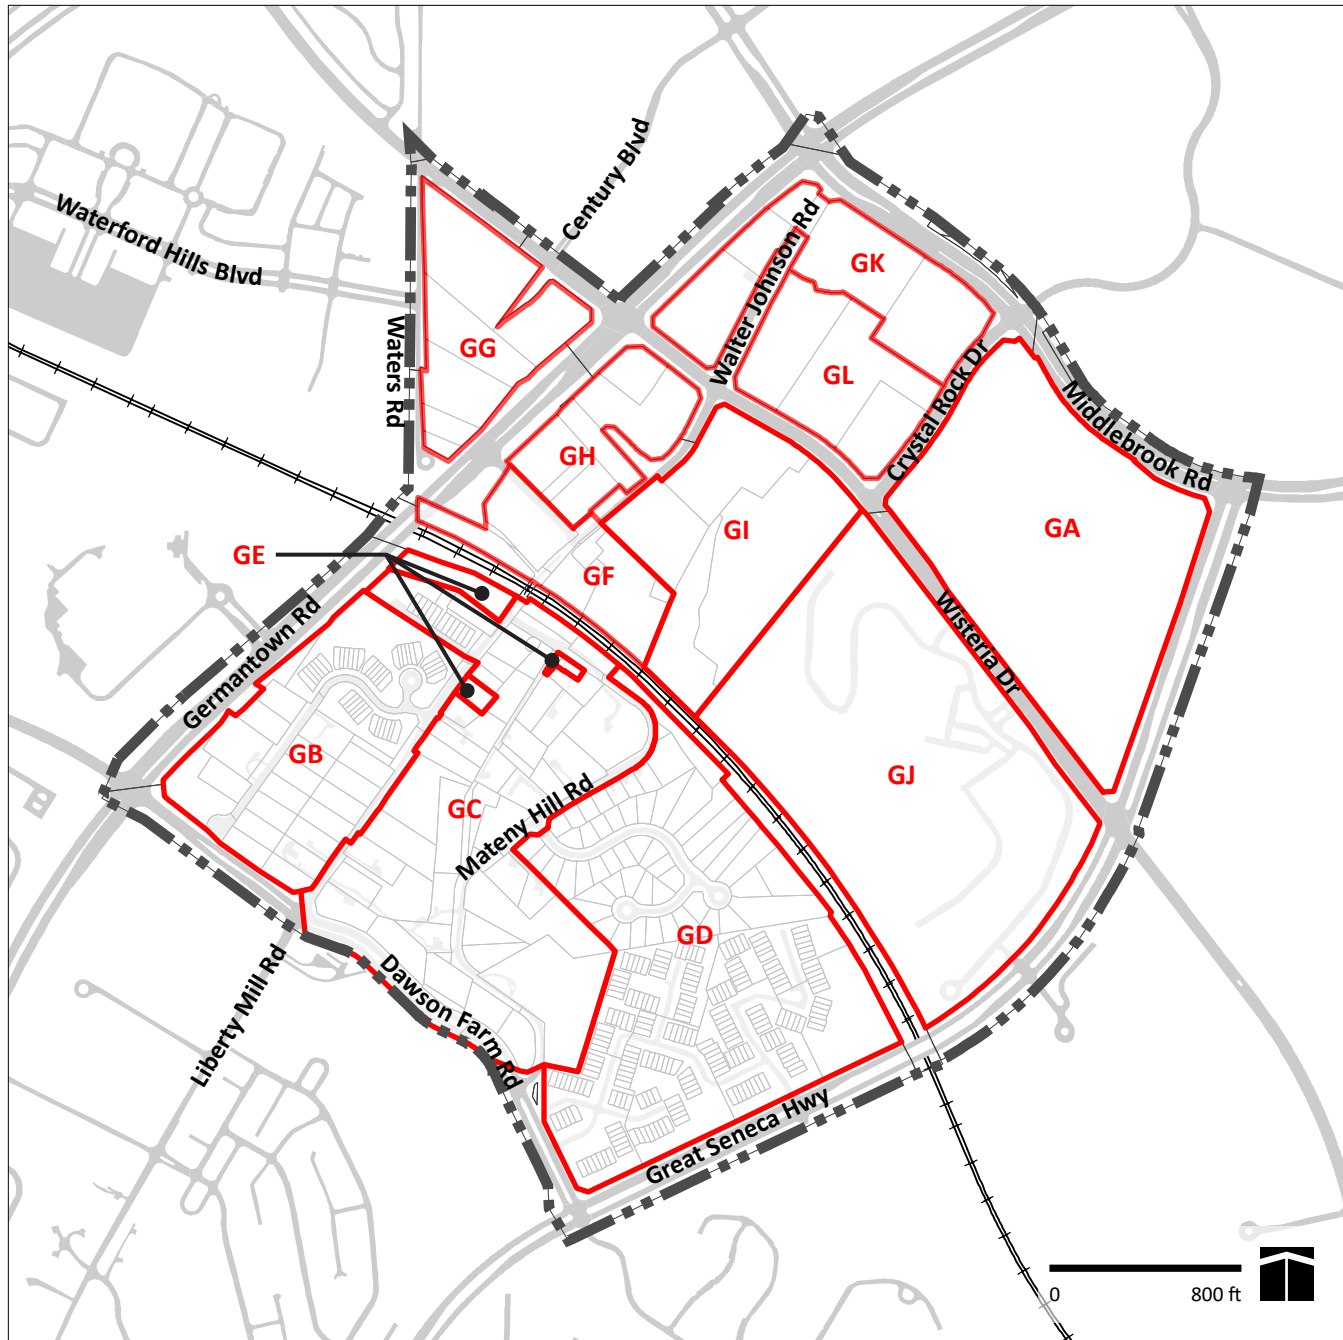 Century Blvd
Waterford Hills Blvd
Walter Johnson Rd
GK
Waters Rd
GG
GL
Crystal Rock Dr
Middlebrook Rd
GH
GI
GA
GE
GF
Germantown Rd
Wisteria Dr
GB
GC
GJ
Mateny Hill Rd
GD
Liberty Mill Rd
Dawson Farm Rd
Great Seneca Hwy
0 800 ft